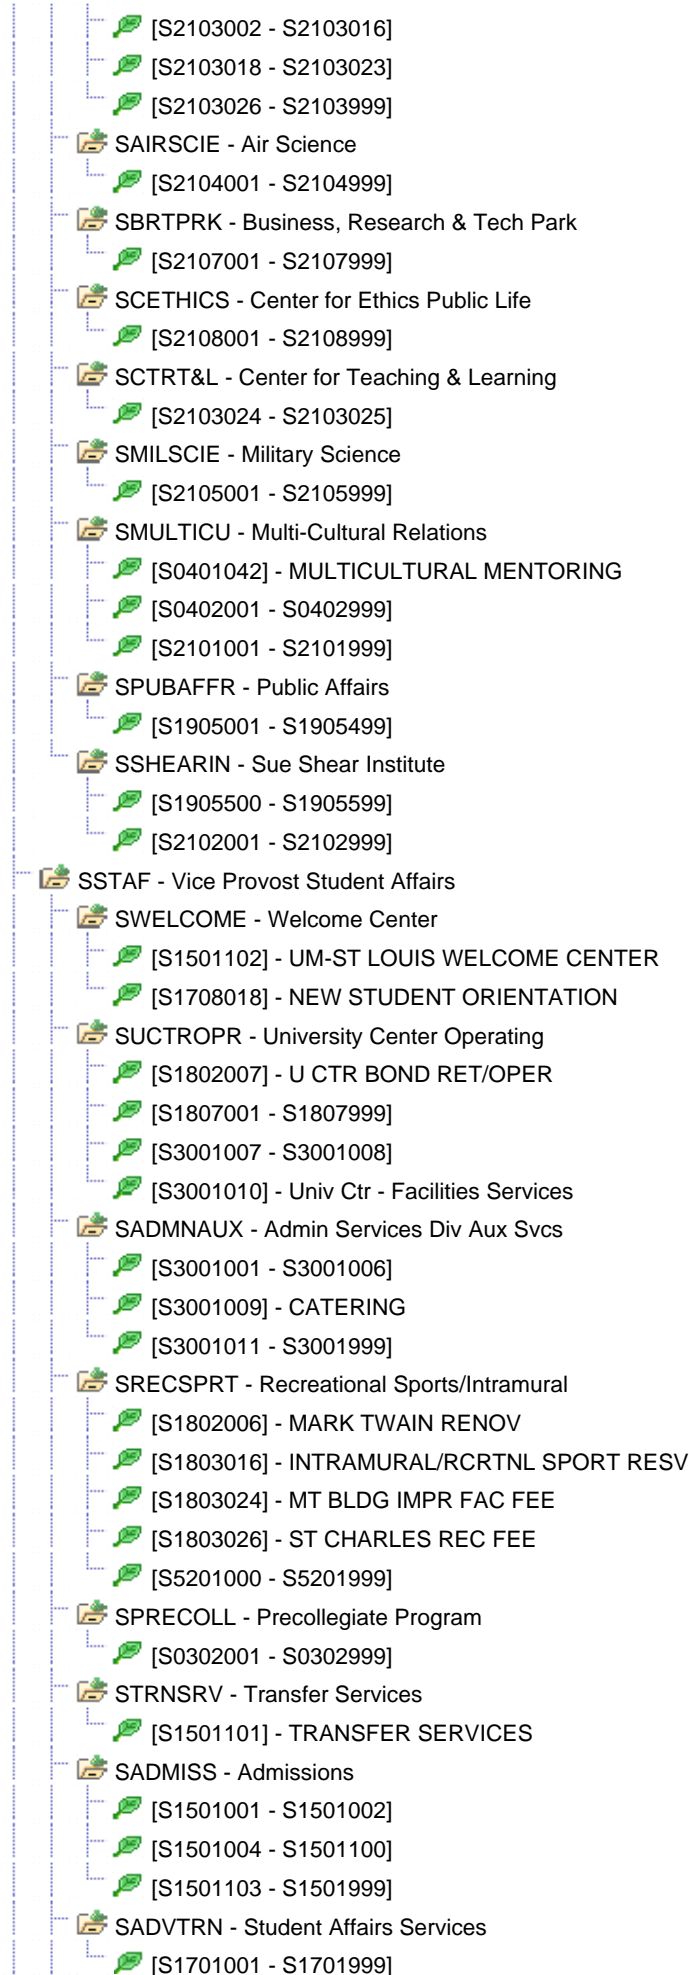 [S2103002 - S2103016]
[S2103018 - S2103023]
[S2103026 - S2103999]
SAIRSCIE - Air Science
[S2104001 - S2104999]
SBRTPRK - Business, Research & Tech Park
[S2107001 - S2107999]
SCETHICS - Center for Ethics Public Life
[S2108001 - S2108999]
SCTRT&L - Center for Teaching & Learning
[S2103024 - S2103025]
SMILSCIE - Military Science
[S2105001 - S2105999]
SMULTICU - Multi-Cultural Relations
[S0401042] - MULTICULTURAL MENTORING
[S0402001 - S0402999]
[S2101001 - S2101999]
SPUBAFFR - Public Affairs
[S1905001 - S1905499]
SSHEARIN - Sue Shear Institute
[S1905500 - S1905599]
[S2102001 - S2102999]
SSTAF - Vice Provost Student Affairs
SWELCOME - Welcome Center
[S1501102] - UM-ST LOUIS WELCOME CENTER
[S1708018] - NEW STUDENT ORIENTATION
SUCTROPR - University Center Operating
[S1802007] - U CTR BOND RET/OPER
[S1807001 - S1807999]
[S3001007 - S3001008]
[S3001010] - Univ Ctr - Facilities Services
SADMNAUX - Admin Services Div Aux Svcs
[S3001001 - S3001006]
[S3001009] - CATERING
[S3001011 - S3001999]
SRECSPRT - Recreational Sports/Intramural
[S1802006] - MARK TWAIN RENOV
[S1803016] - INTRAMURAL/RCRTNL SPORT RESV
[S1803024] - MT BLDG IMPR FAC FEE
[S1803026] - ST CHARLES REC FEE
[S5201000 - S5201999]
SPRECOLL - Precollegiate Program
[S0302001 - S0302999]
STRNSRV - Transfer Services
[S1501101] - TRANSFER SERVICES
SADMISS - Admissions
[S1501001 - S1501002]
[S1501004 - S1501100]
[S1501103 - S1501999]
SADVTRN - Student Affairs Services
[S1701001 - S1701999]